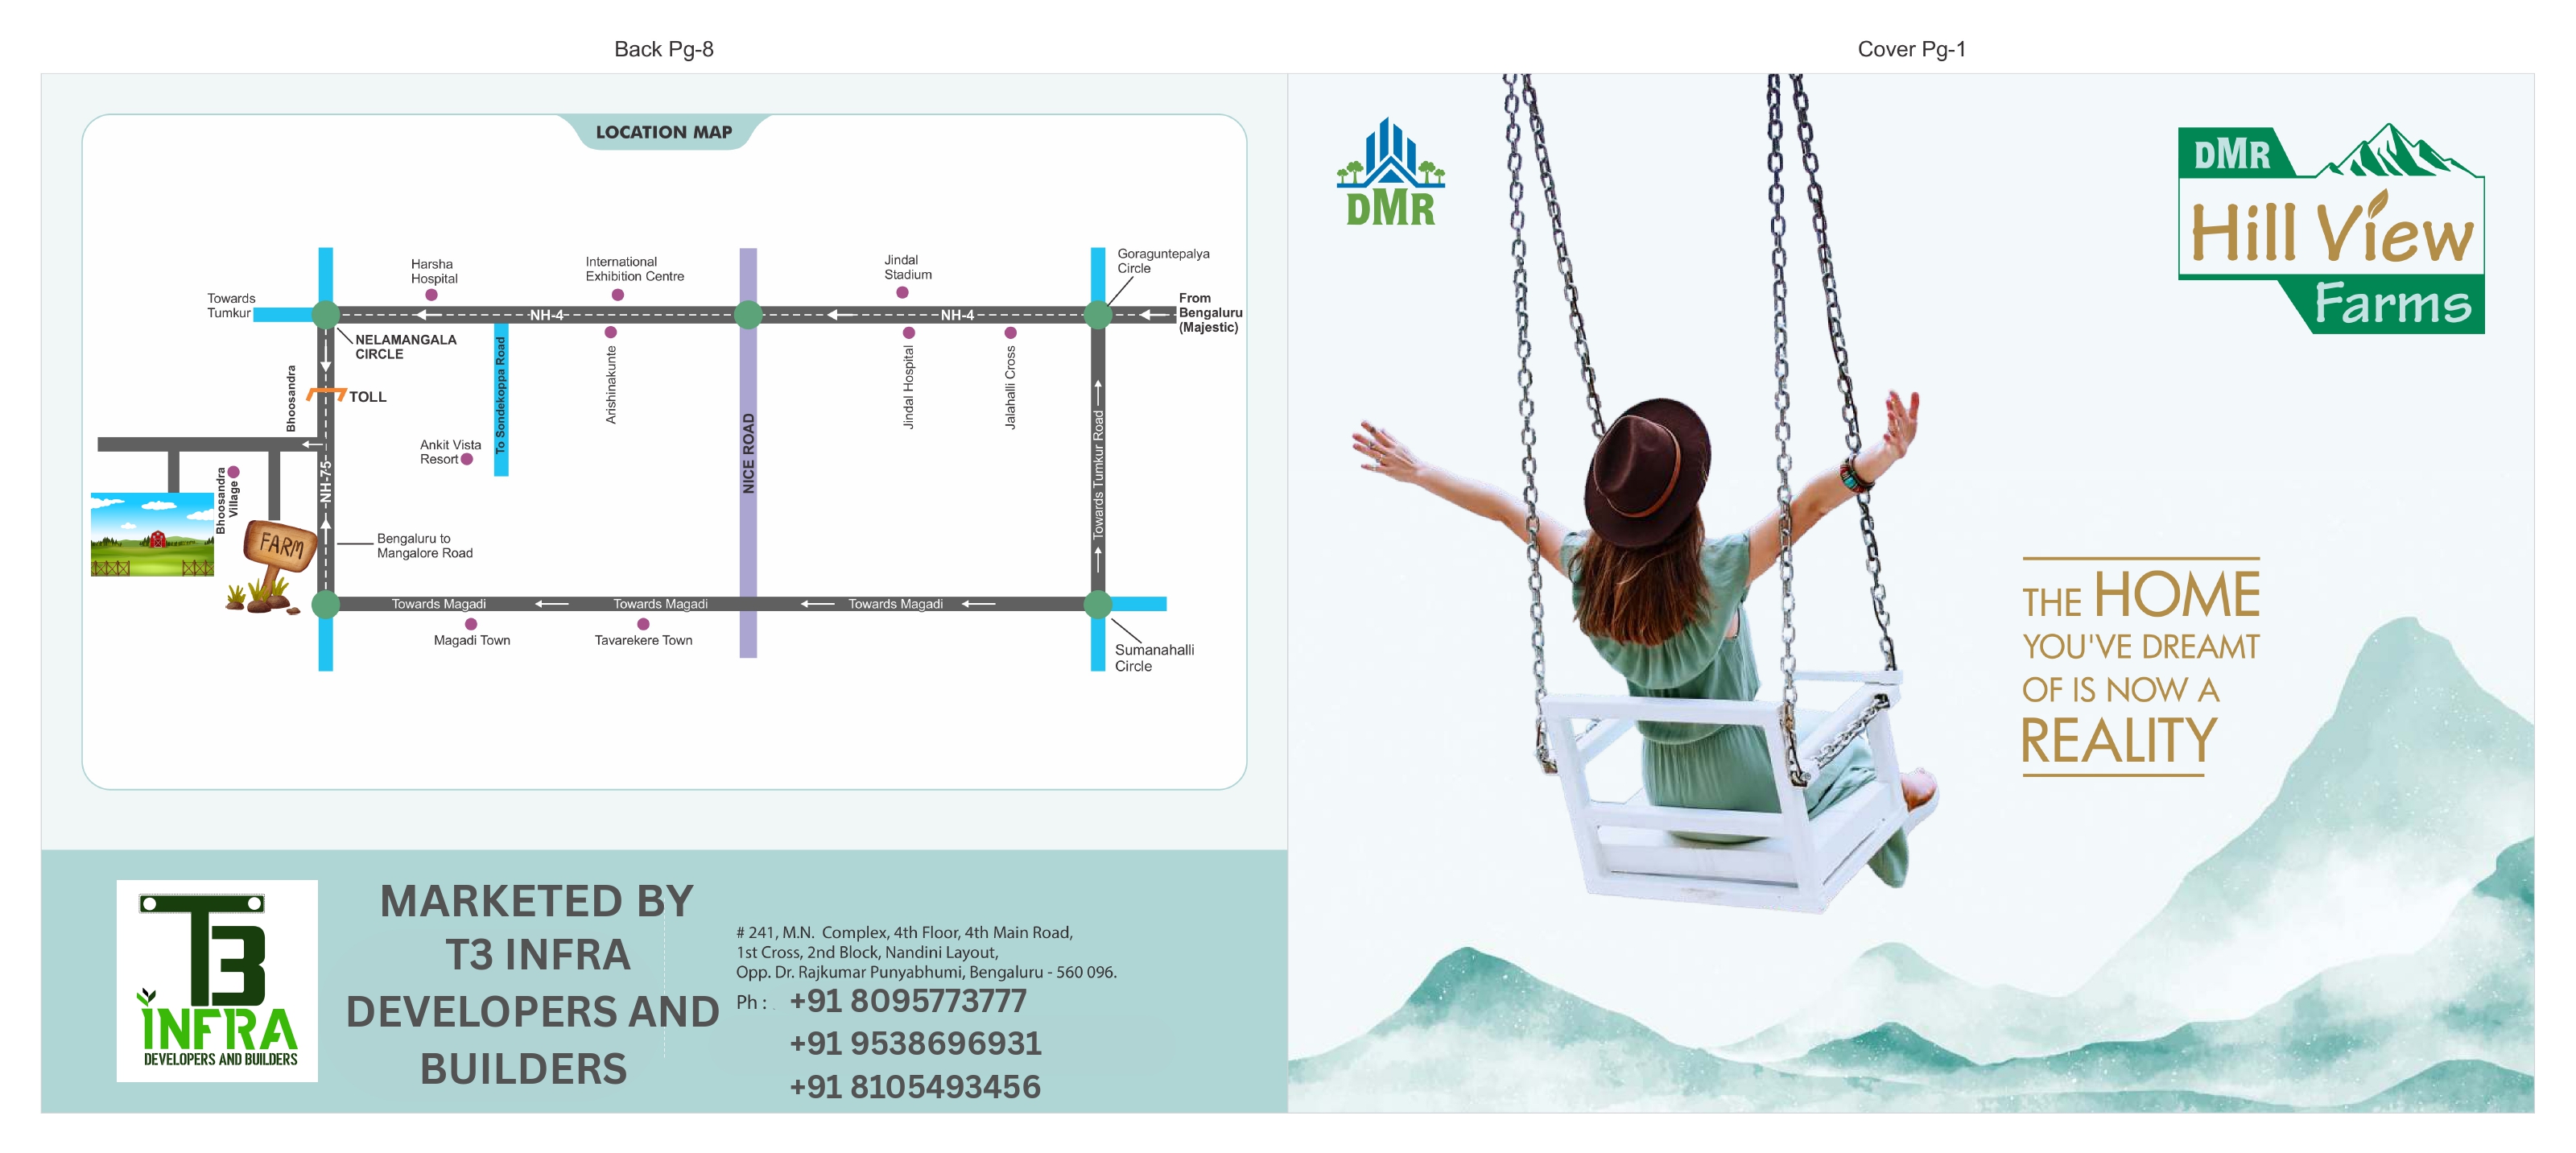 Back Pg-8
Cover Pg-1
LOCATION MAP
Towards
Tumkur
Harsha
Hospital
International
Exhibition Centre
Jindal
Stadium
Goraguntepalya
Circle
From
Bengaluru
(Majestic)
NH-4
NH-4
NELAMANGALA
CIRCLE
Bhoosandra
TOLL
To Sondekoppa Road
Arishinakunte
Jindal Hospital
Jalahalli Cross
Ankit Vista
Resort
NICE ROAD
Towards Tumkur Road
NH-75
Bhoosandra
Village
FARM
Bengaluru to
Mangalore Road
Towards Magadi
Towards Magadi
Towards Magadi
Magadi Town
Tavarekere Town
Sumanahalli
Circle
T3
INFRA
DEVELOPERS AND BUILDERS
MARKETED BY
T3 INFRA
DEVELOPERS AND
BUILDERS
# 241, M.N. Complex, 4th Floor, 4th Main Road,
1st Cross, 2nd Block, Nandini Layout,
Opp. Dr. Rajkumar Punyabhumi, Bengaluru - 560 096.
Ph : +91 8095773777
+91 9538696931
+91 8105493456
DMR
DMR
Hill View
Farms
THE HOME
YOU'VE DREAMT
OF IS NOW A
REALITY